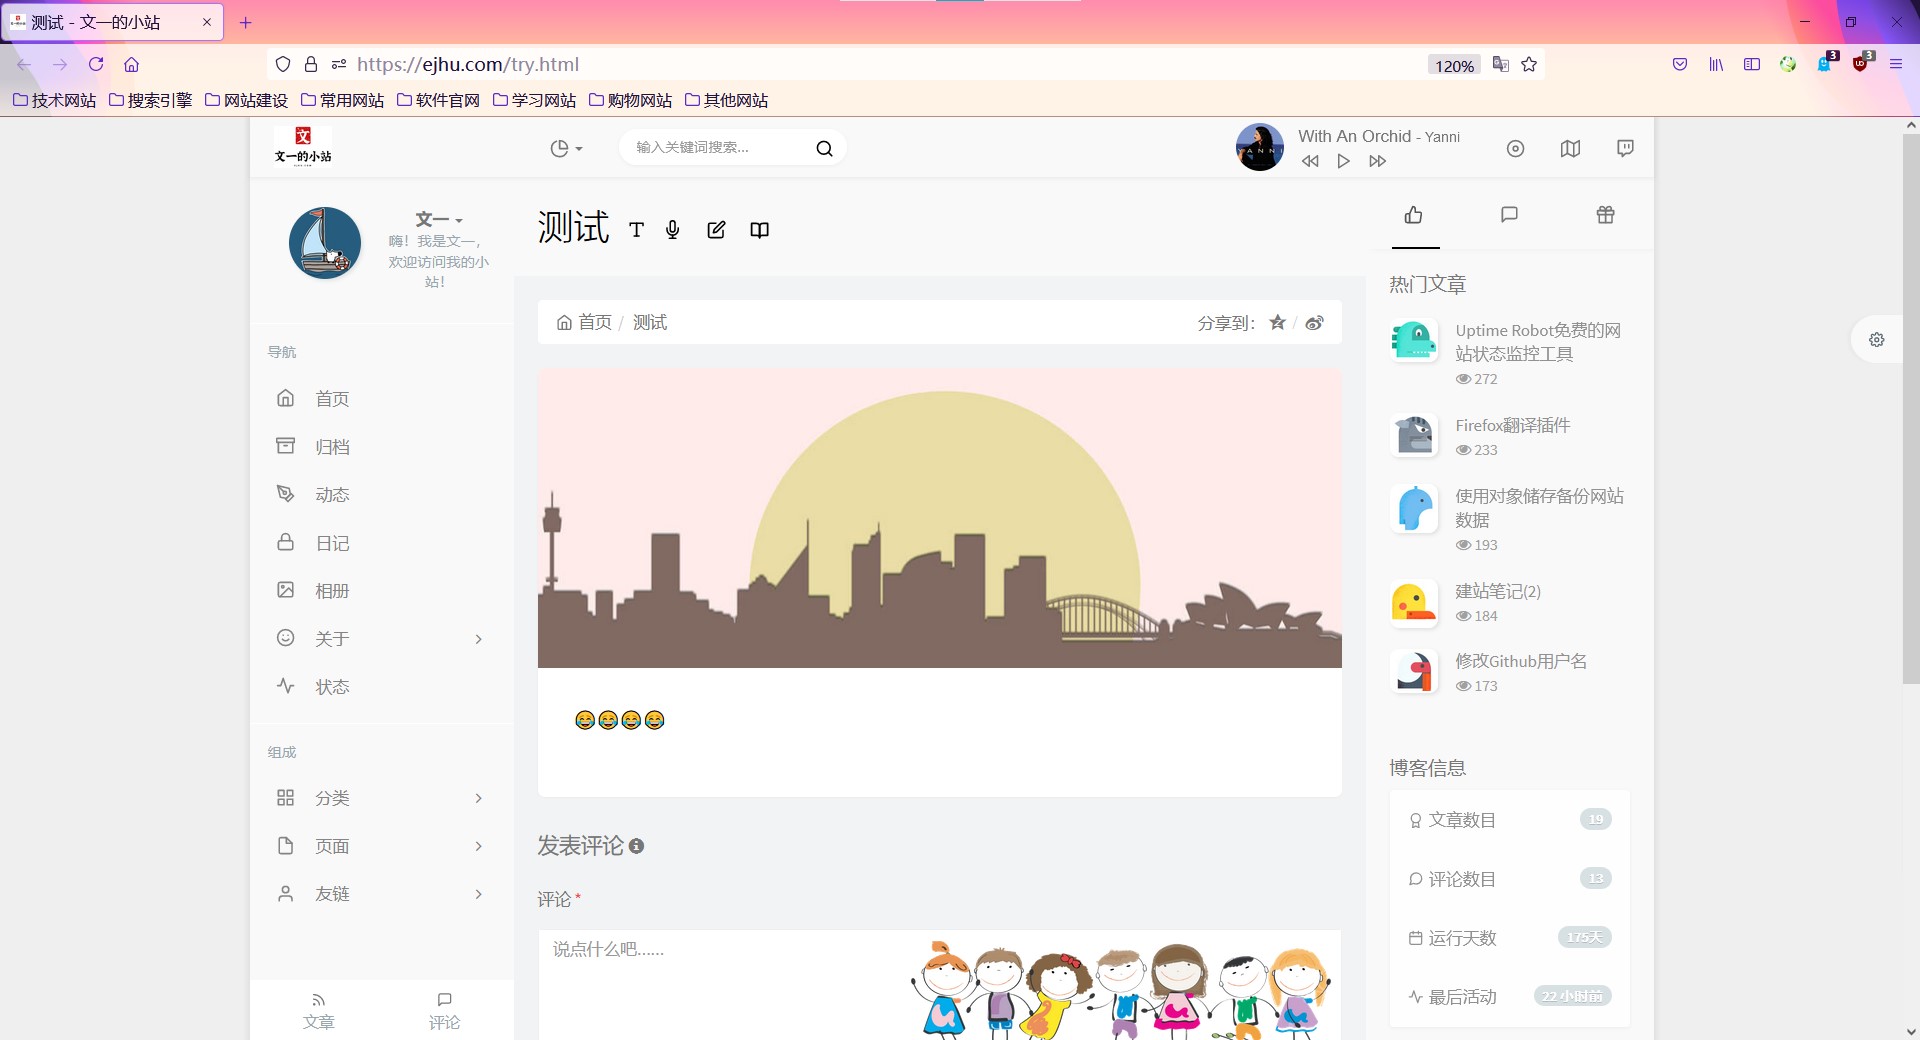 测试 - 文一的小站
https://ejhu.com/try.html
120%
3
3
技术网站 搜索引擎 网站建设 常用网站 软件官网 学习网站 购物网站 其他网站
文
文一的小站
输入关键词搜索...
YANNI
With An Orchid - Yanni
文一
嗨！我是文一，
欢迎访问我的小
站！
导航
首页
归档
动态
日记
相册
关于
状态
组成
分类
页面
友链
文章
评论
测试
首页 / 测试
分享到： /
😂😂😂😂
发表评论
评论 *
说点什么吧......
热门文章
Uptime Robot免费的网
站状态监控工具
272
Firefox翻译插件
233
使用对象储存备份网站
数据
193
建站笔记(2)
184
修改Github用户名
173
博客信息
文章数目 19
评论数目 13
运行天数 175天
最后活动 22 小时前